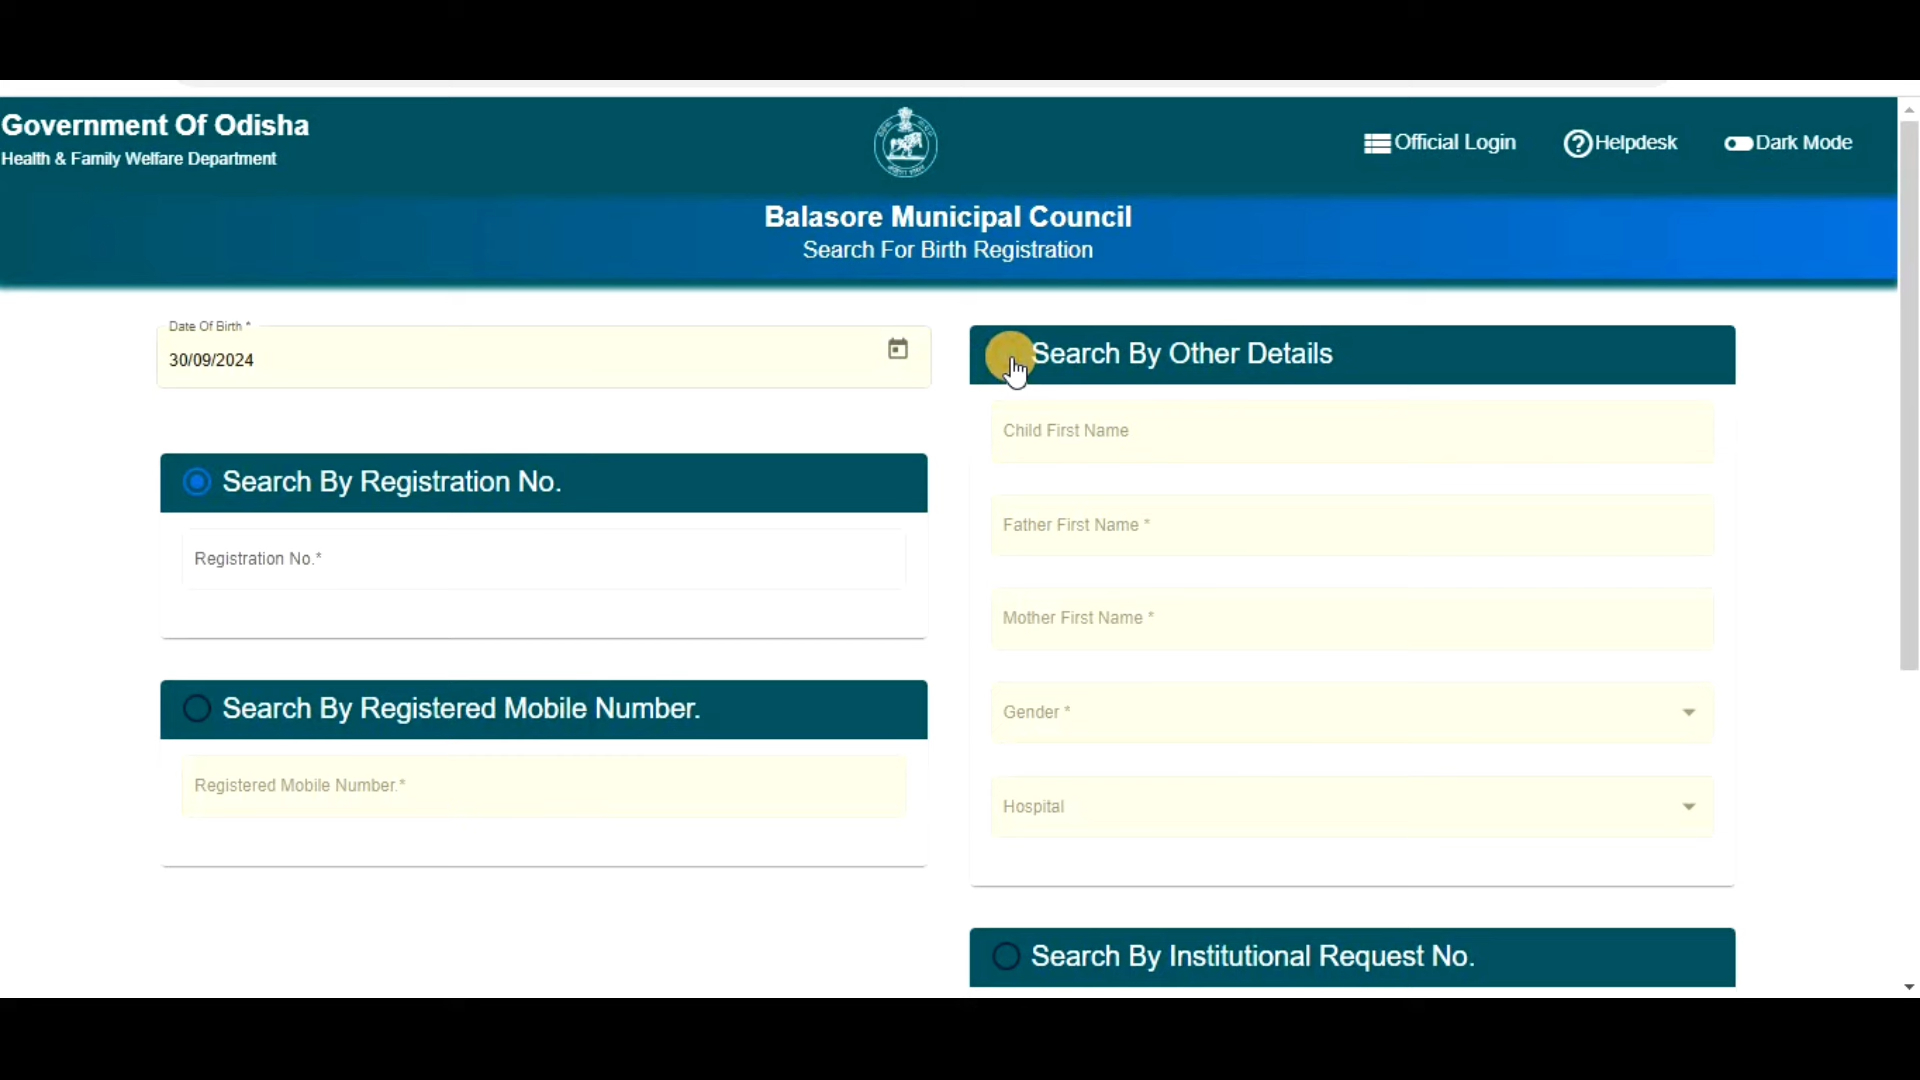 Government Of Odisha
Health & Family Welfare Department
Official Login
Helpdesk
Dark Mode
Balasore Municipal Council
Search For Birth Registration
Date Of Birth *
30/09/2024
Search By Registration No.
Registration No.*
Search By Registered Mobile Number.
Registered Mobile Number.*
Search By Other Details
Child First Name
Father First Name *
Mother First Name *
Gender *
Hospital
Search By Institutional Request No.